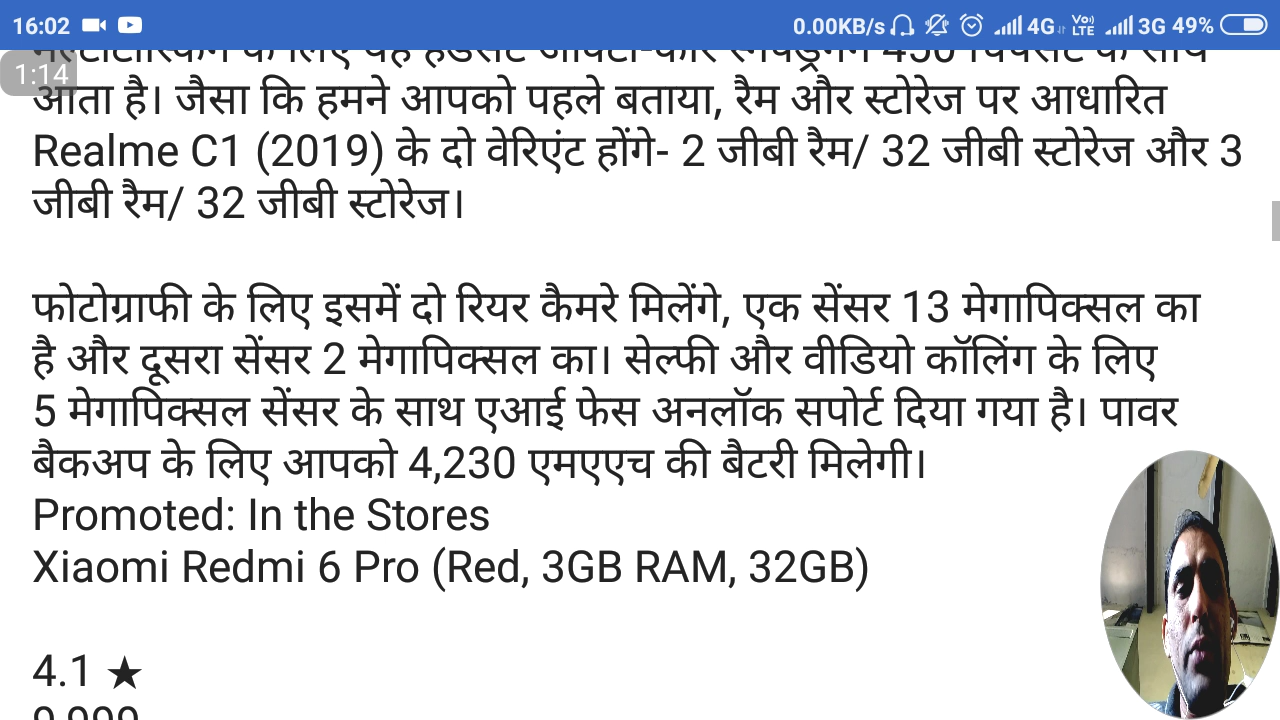 16:02 0.00KB/s 4G Vo) LTE 3G 49%
1:14
आता है। जैसा कि हमने आपको पहले बताया, रैम और स्टोरेज पर आधारित
Realme C1 (2019) के दो वेरिएंट होंगे- 2 जीबी रैम/ 32 जीबी स्टोरेज और 3
जीबी रैम/ 32 जीबी स्टोरेज।
फोटोग्राफी के लिए इसमें दो रियर कैमरे मिलेंगे, एक सेंसर 13 मेगापिक्सल का
है और दूसरा सेंसर 2 मेगापिक्सल का। सेल्फी और वीडियो कॉलिंग के लिए
5 मेगापिक्सल सेंसर के साथ एआई फेस अनलॉक सपोर्ट दिया गया है। पावर
बैकअप के लिए आपको 4,230 एमएएच की बैटरी मिलेगी।
Promoted: In the Stores
Xiaomi Redmi 6 Pro (Red, 3GB RAM, 32GB)
4.1 ★